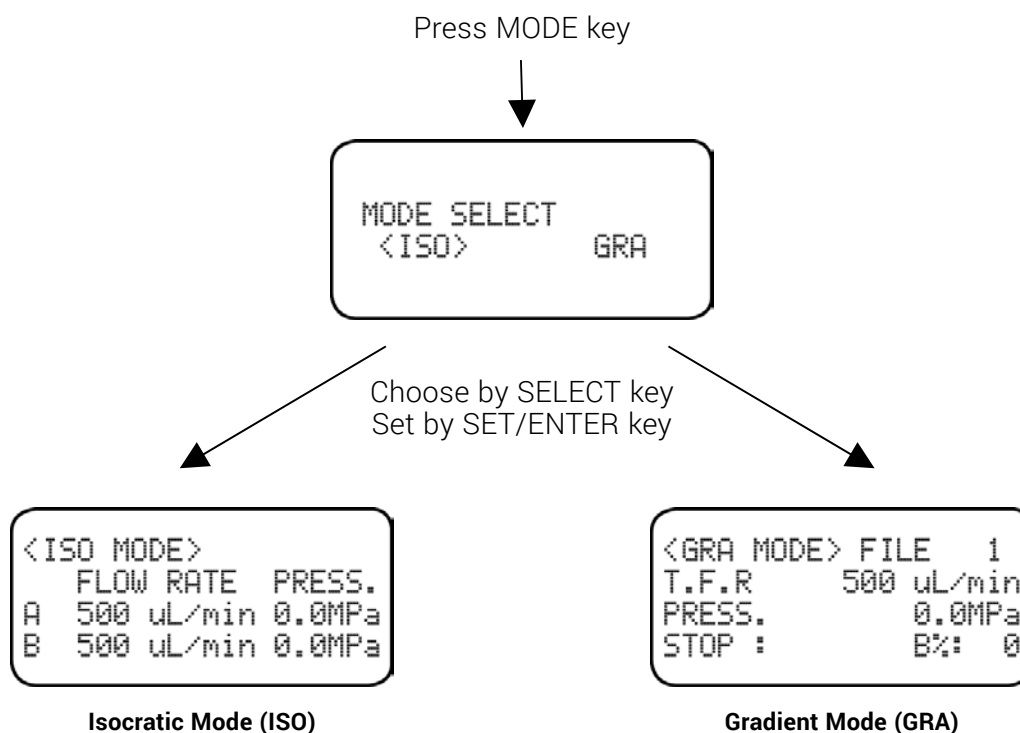 Press MODE key
MODE SELECT
<ISO> GRA
Choose by SELECT key
Set by SET/ENTER key
<ISO MODE>
FLOW RATE PRESS.
A 500 uL/min 0.0MPa
B 500 uL/min 0.0MPa
Isocratic Mode (ISO)
<GRA MODE> FILE 1
T.F.R 500 uL/min
PRESS. 0.0MPa
STOP : B%: 0
Gradient Mode (GRA)